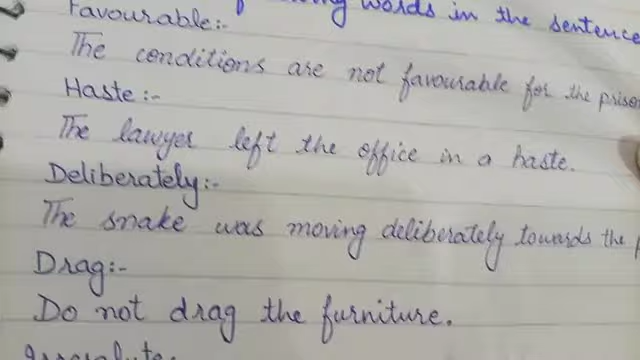 words in the sentence
Favourable:-
The conditions are not favourable for the
Haste:-
The lawyer left the office in a haste.
Deliberately:-
The snake was moving deliberately towards the
Drag:-
Do not drag the furniture.